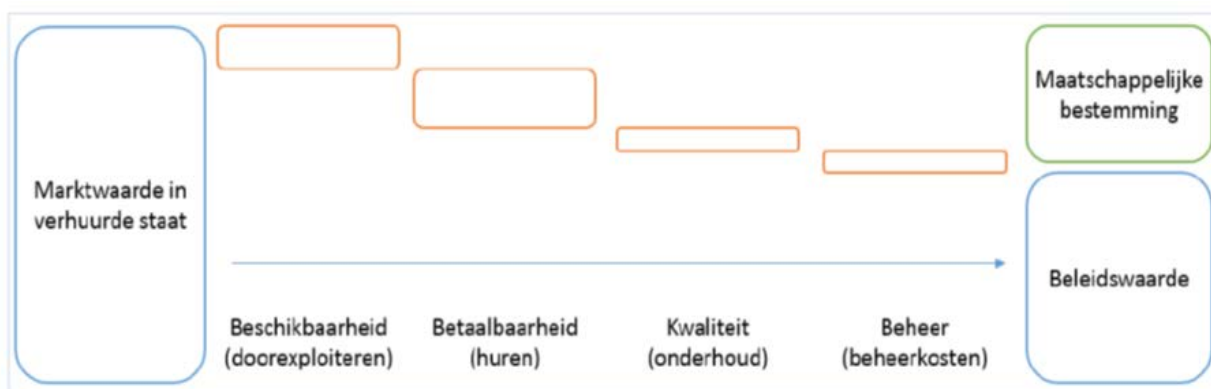 Marktwaarde in
verhuurde staat
Beschikbaarheid
(doorexploiteren)
Betaalbaarheid
(huren)
Kwaliteit
(onderhoud)
Beheer
(beheerkosten)
Maatschappelijke
bestemming
Beleidswaarde